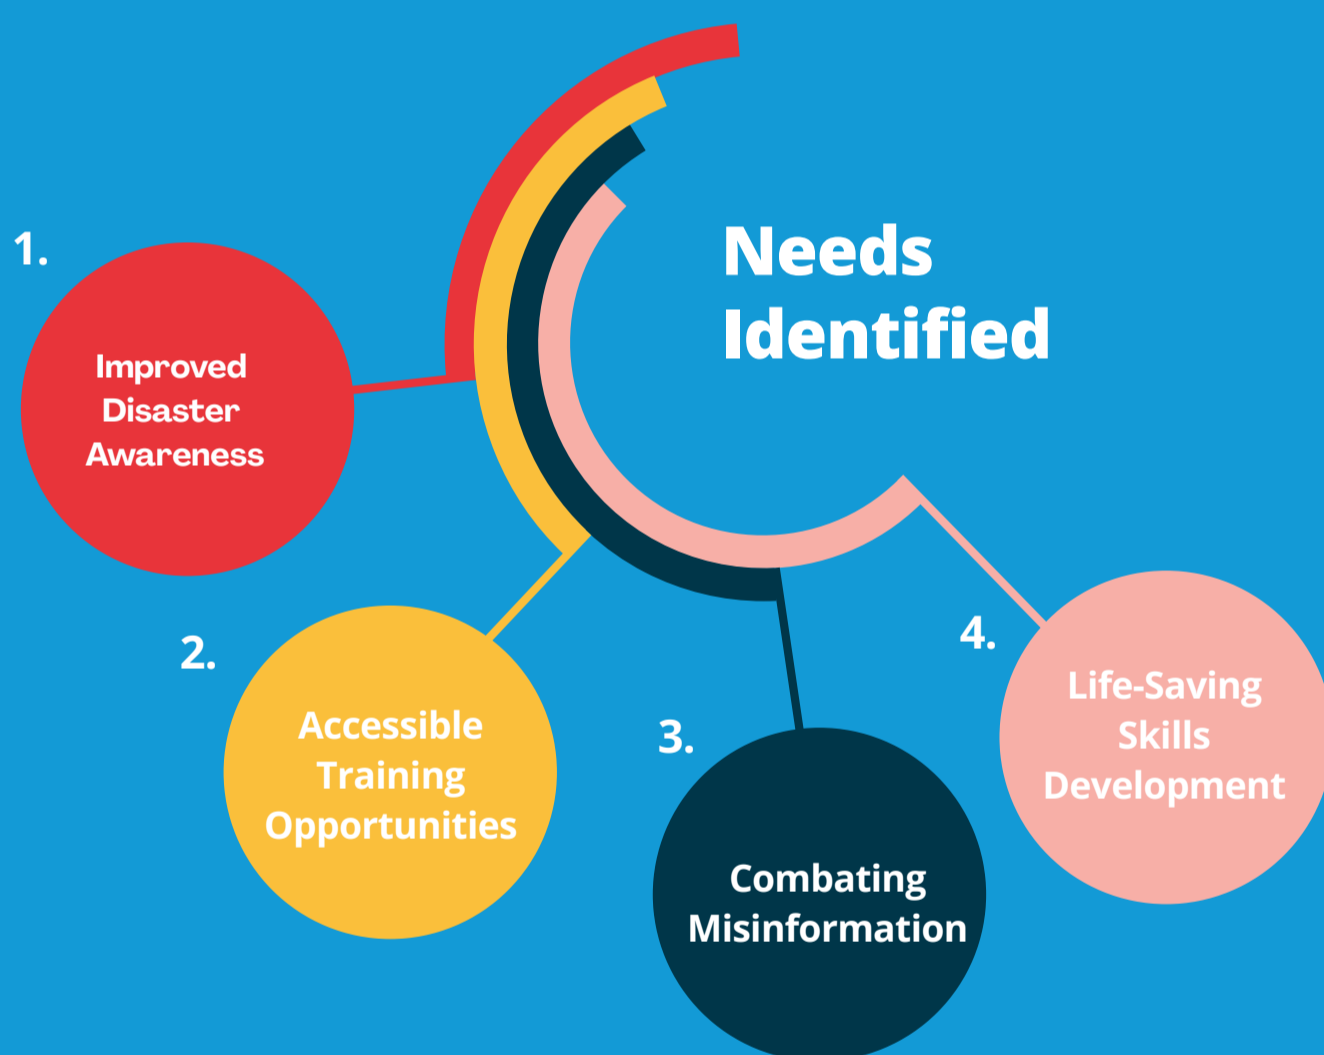 Needs
Identified
1.
Improved
Disaster
Awareness
2.
Accessible
Training
Opportunities
3.
Combating
Misinformation
4.
Life-Saving
Skills
Development